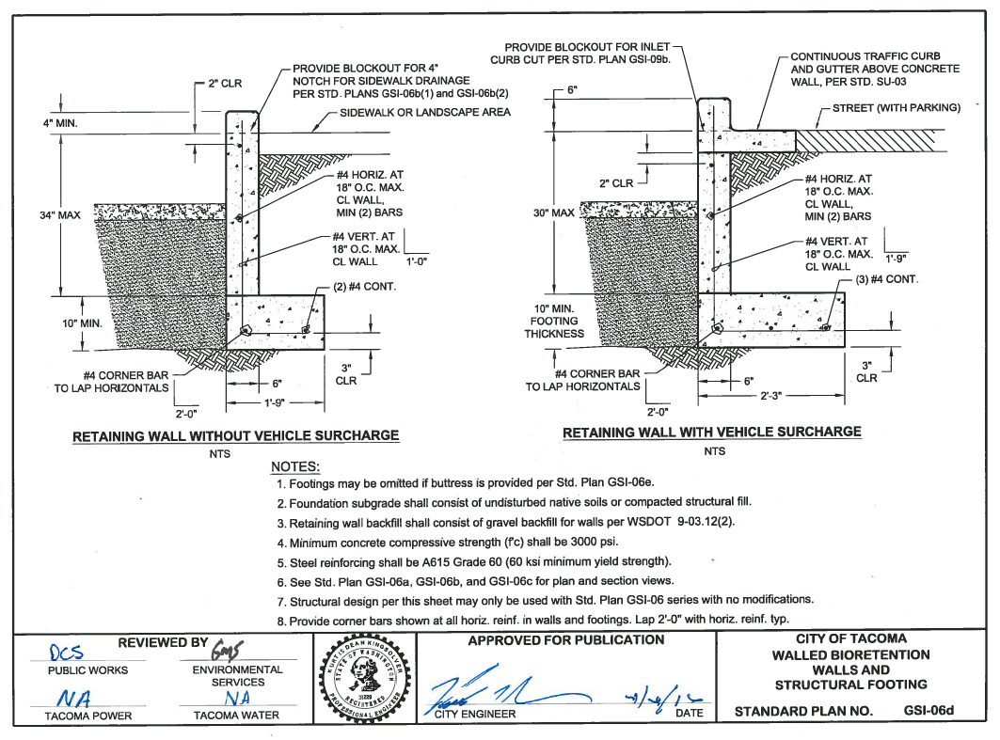 PROVIDE BLOCKOUT FOR 4"
NOTCH FOR SIDEWALK DRAINAGE
PER STD. PLANS GSI-06b(1) and GSI-06b(2)
2" CLR
SIDEWALK OR LANDSCAPE AREA
4" MIN.
#4 HORIZ. AT
18" O.C. MAX.
CL WALL,
MIN (2) BARS
34" MAX
#4 VERT. AT
18" O.C. MAX.
CL WALL
1'-0"
(2) #4 CONT.
10" MIN.
3"
CLR
#4 CORNER BAR
TO LAP HORIZONTALS
2'-0"
6"
1'-9"
RETAINING WALL WITHOUT VEHICLE SURCHARGE
NTS
PROVIDE BLOCKOUT FOR INLET
CURB CUT PER STD. PLAN GSI-09b.
CONTINUOUS TRAFFIC CURB
AND GUTTER ABOVE CONCRETE
WALL, PER STD. SU-03
6"
STREET (WITH PARKING)
2" CLR
#4 HORIZ. AT
18" O.C. MAX.
CL WALL,
MIN (2) BARS
30" MAX
#4 VERT. AT
18" O.C. MAX.
CL WALL
1'-9"
(3) #4 CONT.
10" MIN.
FOOTING
THICKNESS
3"
CLR
#4 CORNER BAR
TO LAP HORIZONTALS
2'-0"
6"
2'-3"
RETAINING WALL WITH VEHICLE SURCHARGE
NTS
NOTES:
1. Footings may be omitted if buttress is provided per Std. Plan GSI-06e.
2. Foundation subgrade shall consist of undisturbed native soils or compacted structural fill.
3. Retaining wall backfill shall consist of gravel backfill for walls per WSDOT 9-03.12(2).
4. Minimum concrete compressive strength (f'c) shall be 3000 psi.
5. Steel reinforcing shall be A615 Grade 60 (60 ksi minimum yield strength).
6. See Std. Plan GSI-06a, GSI-06b, and GSI-06c for plan and section views.
7. Structural design per this sheet may only be used with Std. Plan GSI-06 series with no modifications.
8. Provide corner bars shown at all horiz. reinf. in walls and footings. Lap 2'-0" with horiz. reinf. typ.
REVIEWED BY
DCS
PUBLIC WORKS
ENVIRONMENTAL
SERVICES
NA
TACOMA POWER
NA
TACOMA WATER
KURTIS DEAN KINGSOLVER
STATE OF WASHINGTON
31229
REGISTERED
PROFESSIONAL ENGINEER
APPROVED FOR PUBLICATION
CITY ENGINEER
DATE
CITY OF TACOMA
WALLED BIORETENTION
WALLS AND
STRUCTURAL FOOTING
STANDARD PLAN NO. GSI-06d